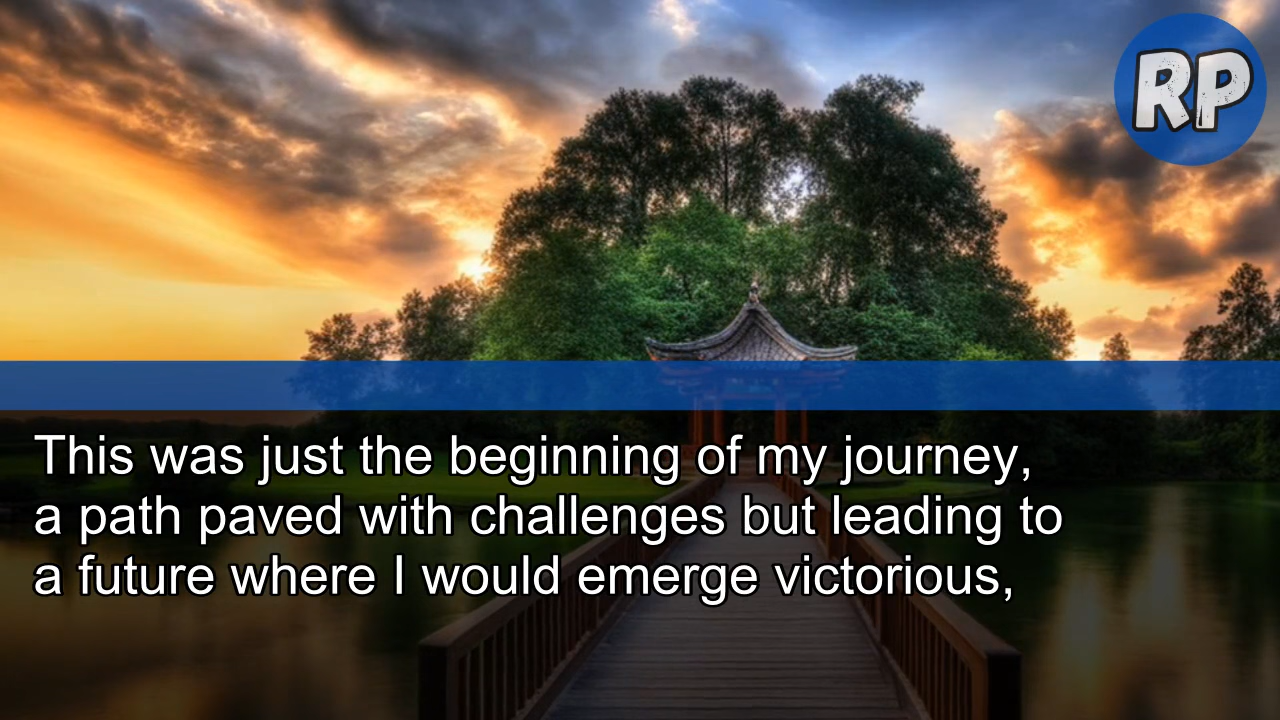 RP
This was just the beginning of my journey,
a path paved with challenges but leading to
a future where I would emerge victorious,